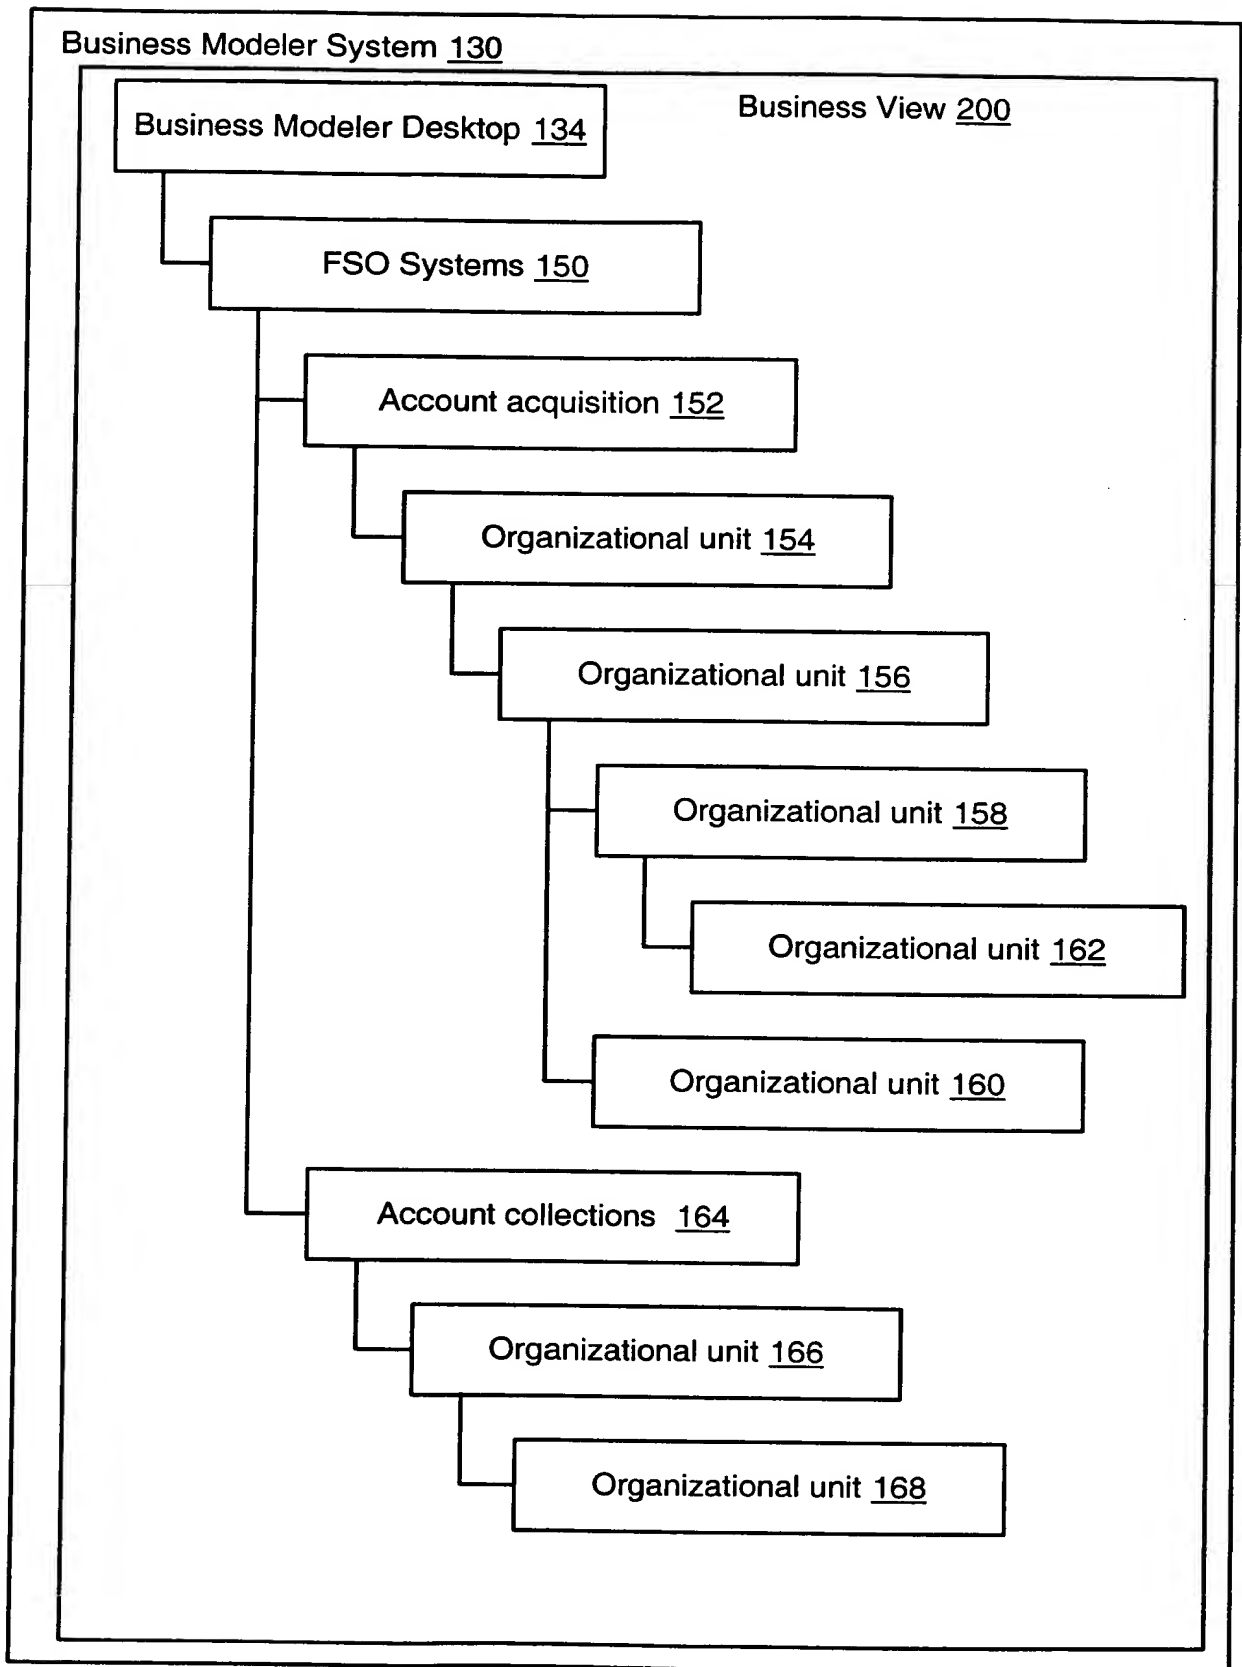 Business Modeler System 130
Business View 200
Business Modeler Desktop 134
FSO Systems 150
Account acquisition 152
Organizational unit 154
Organizational unit 156
Organizational unit 158
Organizational unit 162
Organizational unit 160
Account collections 164
Organizational unit 166
Organizational unit 168